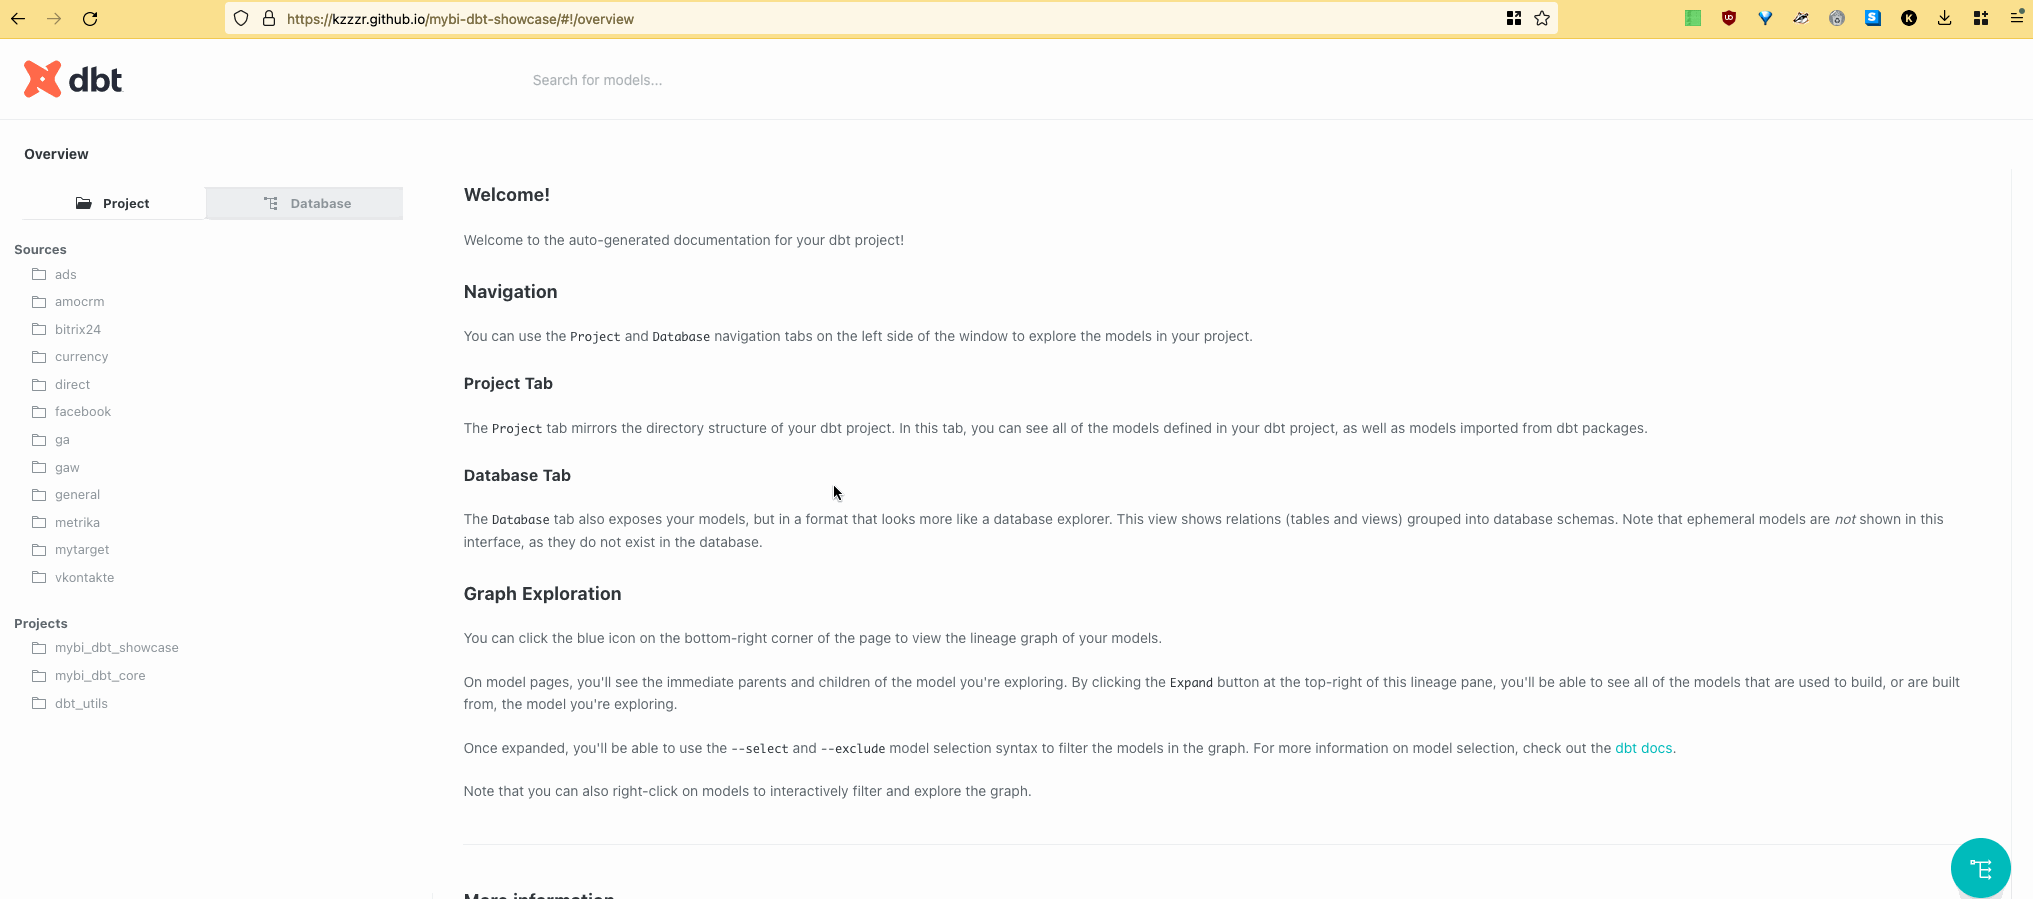 https://kzzzr.github.io/mybi-dbt-showcase/#!/overview
dbt
Search for models...
Overview
Project
Database
Sources
ads
amocrm
bitrix24
currency
direct
facebook
ga
gaw
general
metrika
mytarget
vkontakte
Projects
mybi_dbt_showcase
mybi_dbt_core
dbt_utils
Welcome!
Welcome to the auto-generated documentation for your dbt project!
Navigation
You can use the Project and Database navigation tabs on the left side of the window to explore the models in your project.
Project Tab
The Project tab mirrors the directory structure of your dbt project. In this tab, you can see all of the models defined in your dbt project, as well as models imported from dbt packages.
Database Tab
The Database tab also exposes your models, but in a format that looks more like a database explorer. This view shows relations (tables and views) grouped into database schemas. Note that ephemeral models are not shown in this
interface, as they do not exist in the database.
Graph Exploration
You can click the blue icon on the bottom-right corner of the page to view the lineage graph of your models.
On model pages, you'll see the immediate parents and children of the model you're exploring. By clicking the Expand button at the top-right of this lineage pane, you'll be able to see all of the models that are used to build, or are built
from, the model you're exploring.
Once expanded, you'll be able to use the --select and --exclude model selection syntax to filter the models in the graph. For more information on model selection, check out the dbt docs.
Note that you can also right-click on models to interactively filter and explore the graph.
More information